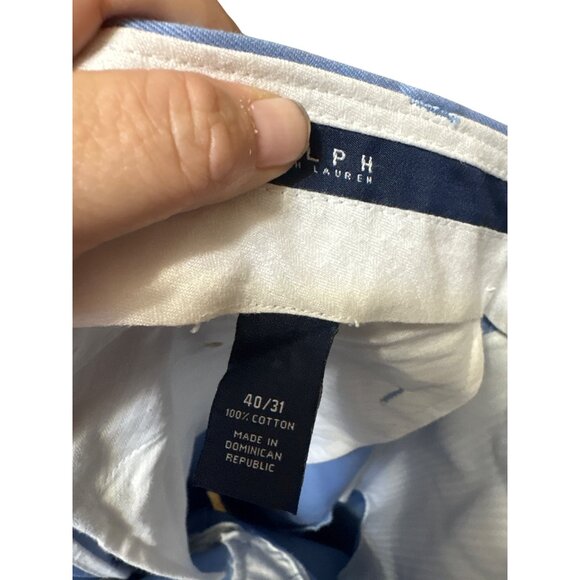 LPH
LAUREN
40/31
100% COTTON
MADE IN
DOMINICAN
REPUBLIC